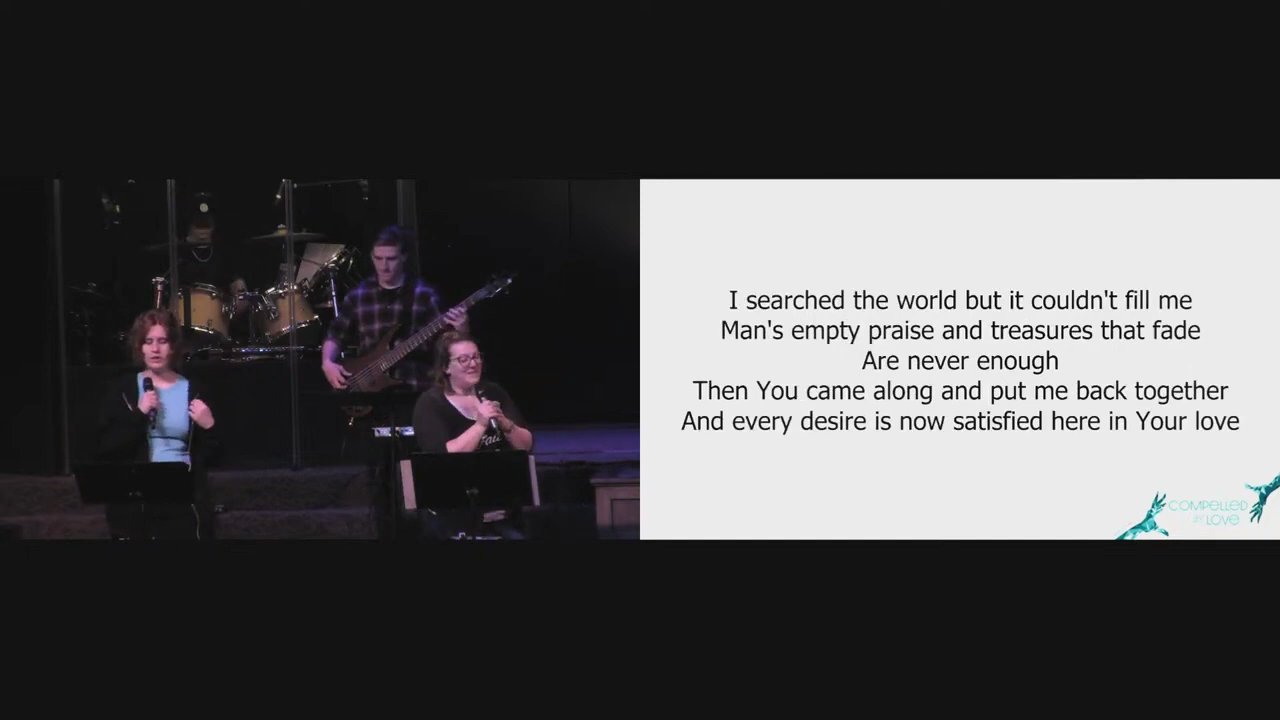 I searched the world but it couldn't fill me
Man's empty praise and treasures that fade
Are never enough
Then You came along and put me back together
And every desire is now satisfied here in Your love
COMPELLED
BY LOVE